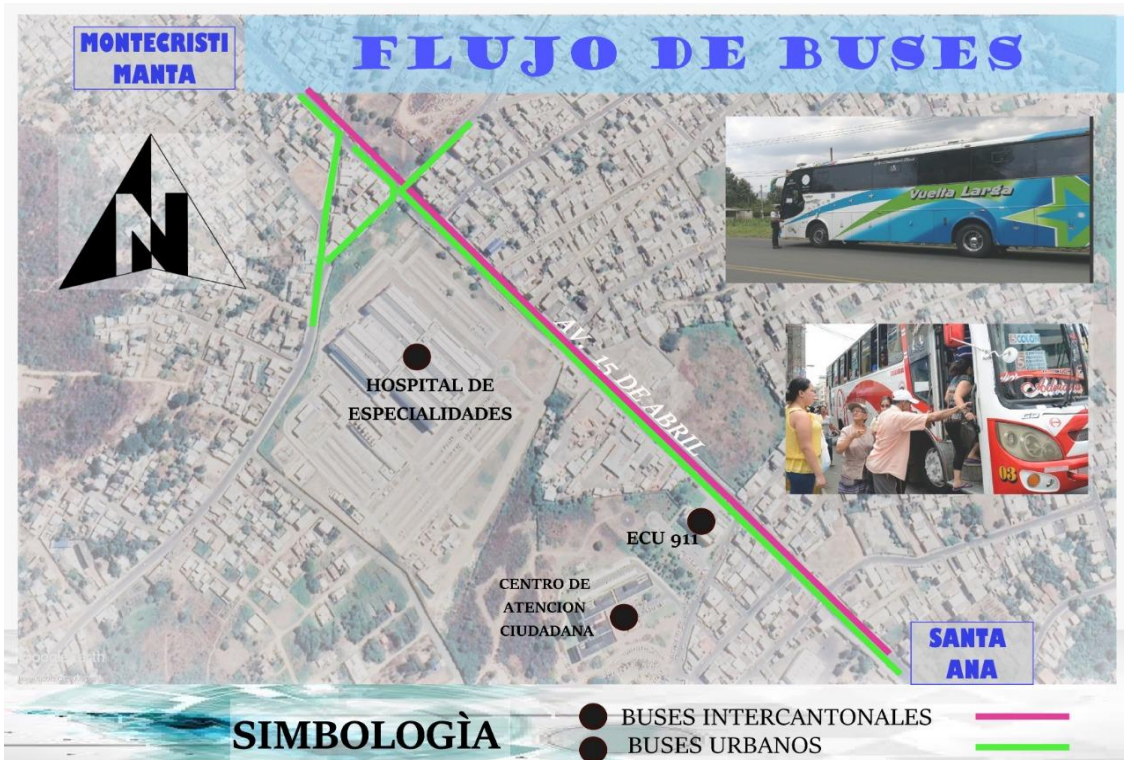 MONTECRISTI
MANTA
FLUJO DE BUSES
N
Vuelta Larga
AV. 15 DE ABRIL
COLON
03
HOSPITAL DE
ESPECIALIDADES
ECU 911
CENTRO DE
ATENCION
CIUDADANA
SANTA
ANA
SIMBOLOGÌA
BUSES INTERCANTONALES
BUSES URBANOS